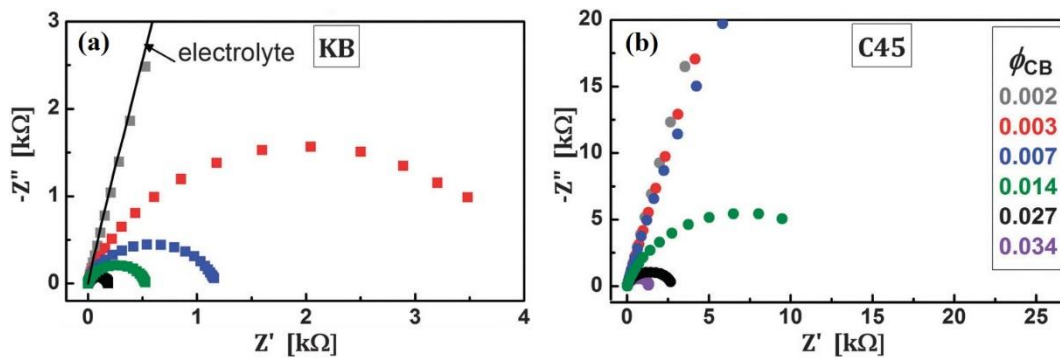 (a)
KB
electrolyte
3
2
1
0
-Z" [kΩ]
0 1 2 3 4
Z' [kΩ]
(b)
C45
20
15
10
5
0
-Z" [kΩ]
0 5 10 15 20 25
Z' [kΩ]
ϕCB
0.002
0.003
0.007
0.014
0.027
0.034